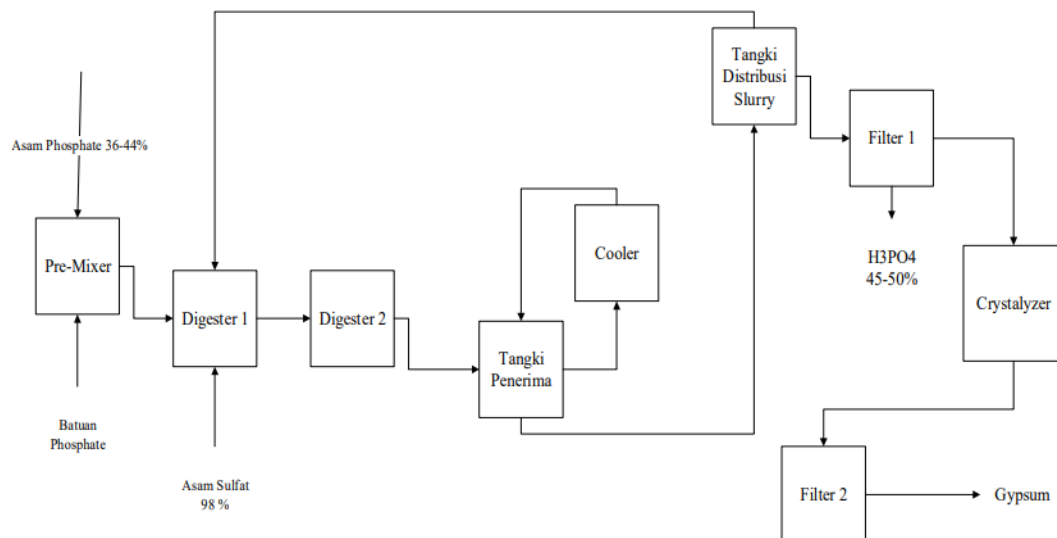 Tangki
Distribusi
Slurry
Filter 1
Asam Phosphate 36-44%
Pre-Mixer
Cooler
H3PO4
45-50%
Digester 1
Digester 2
Crystalyzer
Tangki
Penerima
Batuan
Phosphate
Asam Sulfat
98 %
Filter 2
Gypsum